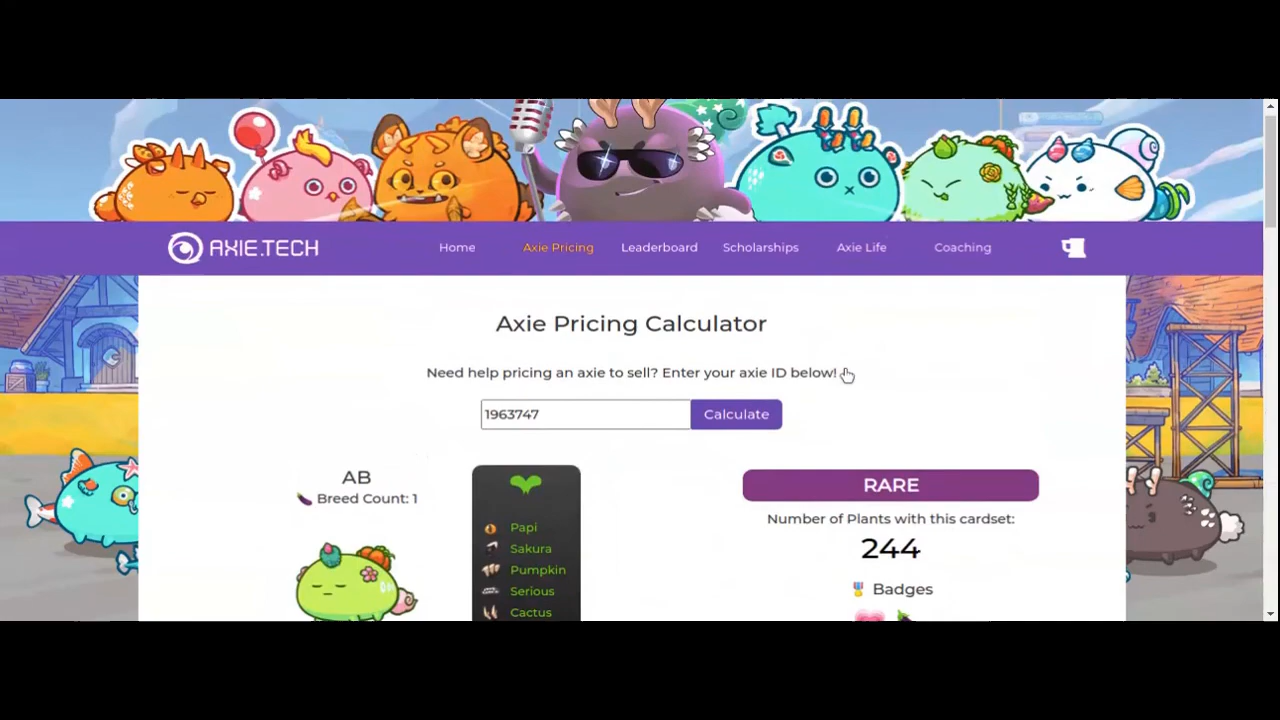 AXIE.TECH
Home Axie Pricing Leaderboard Scholarships Axie Life Coaching
Axie Pricing Calculator
Need help pricing an axie to sell? Enter your axie ID below!
1963747 Calculate
AB
Breed Count: 1
Papi
Sakura
Pumpkin
Serious
Cactus
RARE
Number of Plants with this cardset:
244
Badges